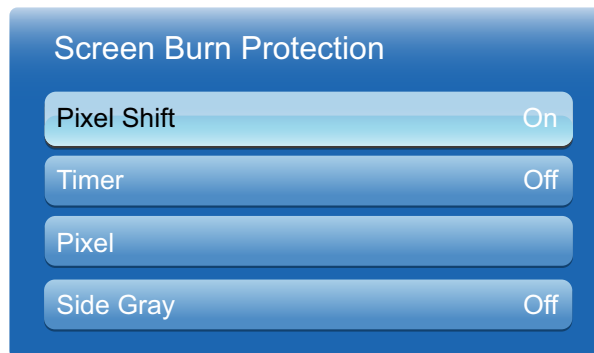 Screen Burn Protection
Pixel Shift On
Timer Off
Pixel
Side Gray Off